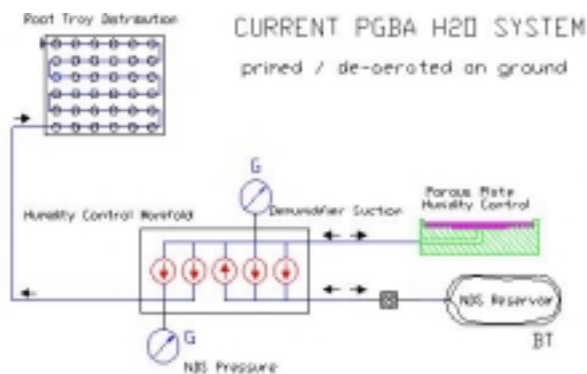 Root Tray Distribution
CURRENT PGBA H2O SYSTEM
primed / de-aerated on ground
G
Porous Plate
Humidity Control
Humidity Control Manifold
Dehumidifier Suction
NDS Reservoir
G
BT
NDS Pressure